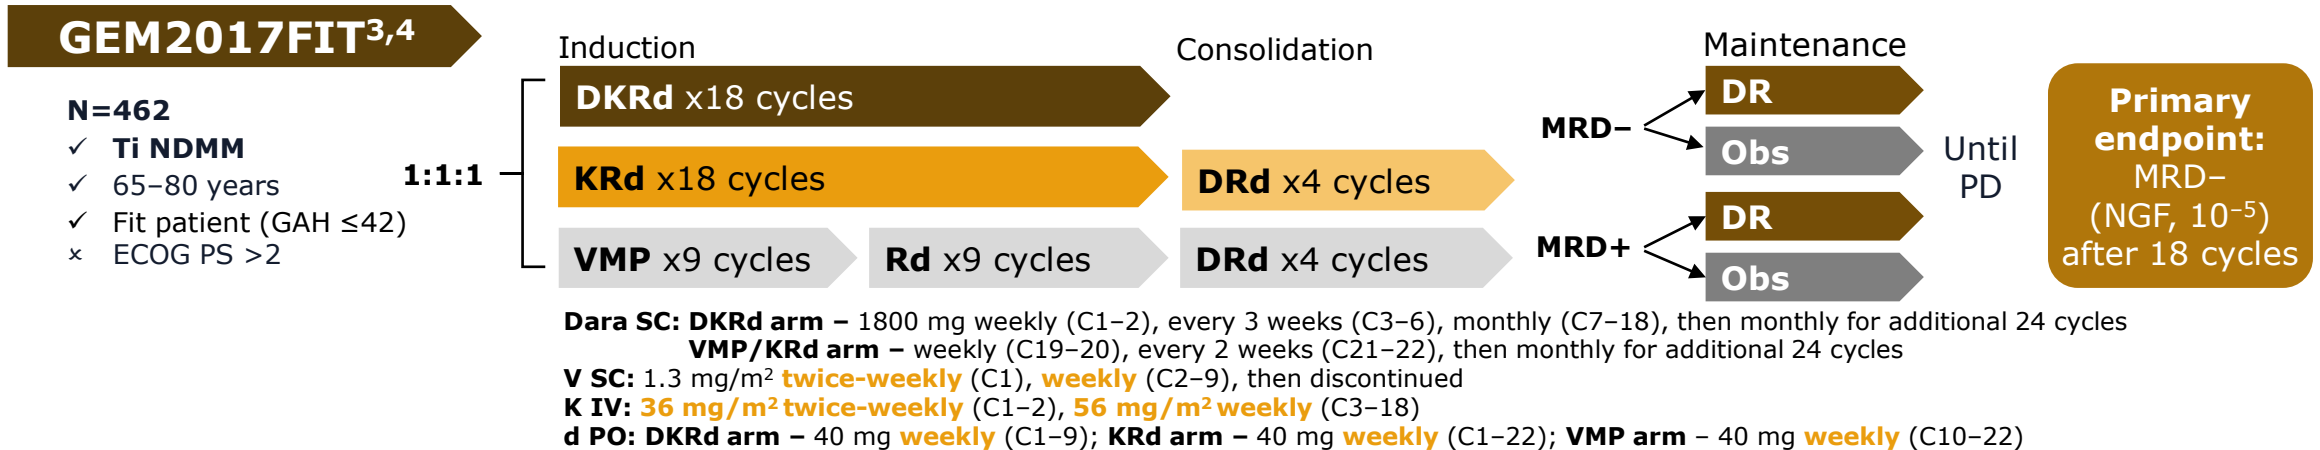 GEM2017FIT3,4
N=462
✓ Ti NDMM
✓ 65–80 years
✓ Fit patient (GAH ≤42)
× ECOG PS >2
1:1:1
Induction
Consolidation
Maintenance
DKRd x18 cycles
KRd x18 cycles
DRd x4 cycles
VMP x9 cycles
Rd x9 cycles
DRd x4 cycles
MRD−
DR
Obs
MRD+
DR
Obs
Until
PD
Primary
endpoint:
MRD–
(NGF, 10–5)
after 18 cycles
Dara SC: DKRd arm – 1800 mg weekly (C1–2), every 3 weeks (C3–6), monthly (C7–18), then monthly for additional 24 cycles
VMP/KRd arm – weekly (C19–20), every 2 weeks (C21–22), then monthly for additional 24 cycles
V SC: 1.3 mg/m2 twice-weekly (C1), weekly (C2–9), then discontinued
K IV: 36 mg/m2 twice-weekly (C1–2), 56 mg/m2 weekly (C3–18)
d PO: DKRd arm – 40 mg weekly (C1–9); KRd arm – 40 mg weekly (C1–22); VMP arm – 40 mg weekly (C10–22)